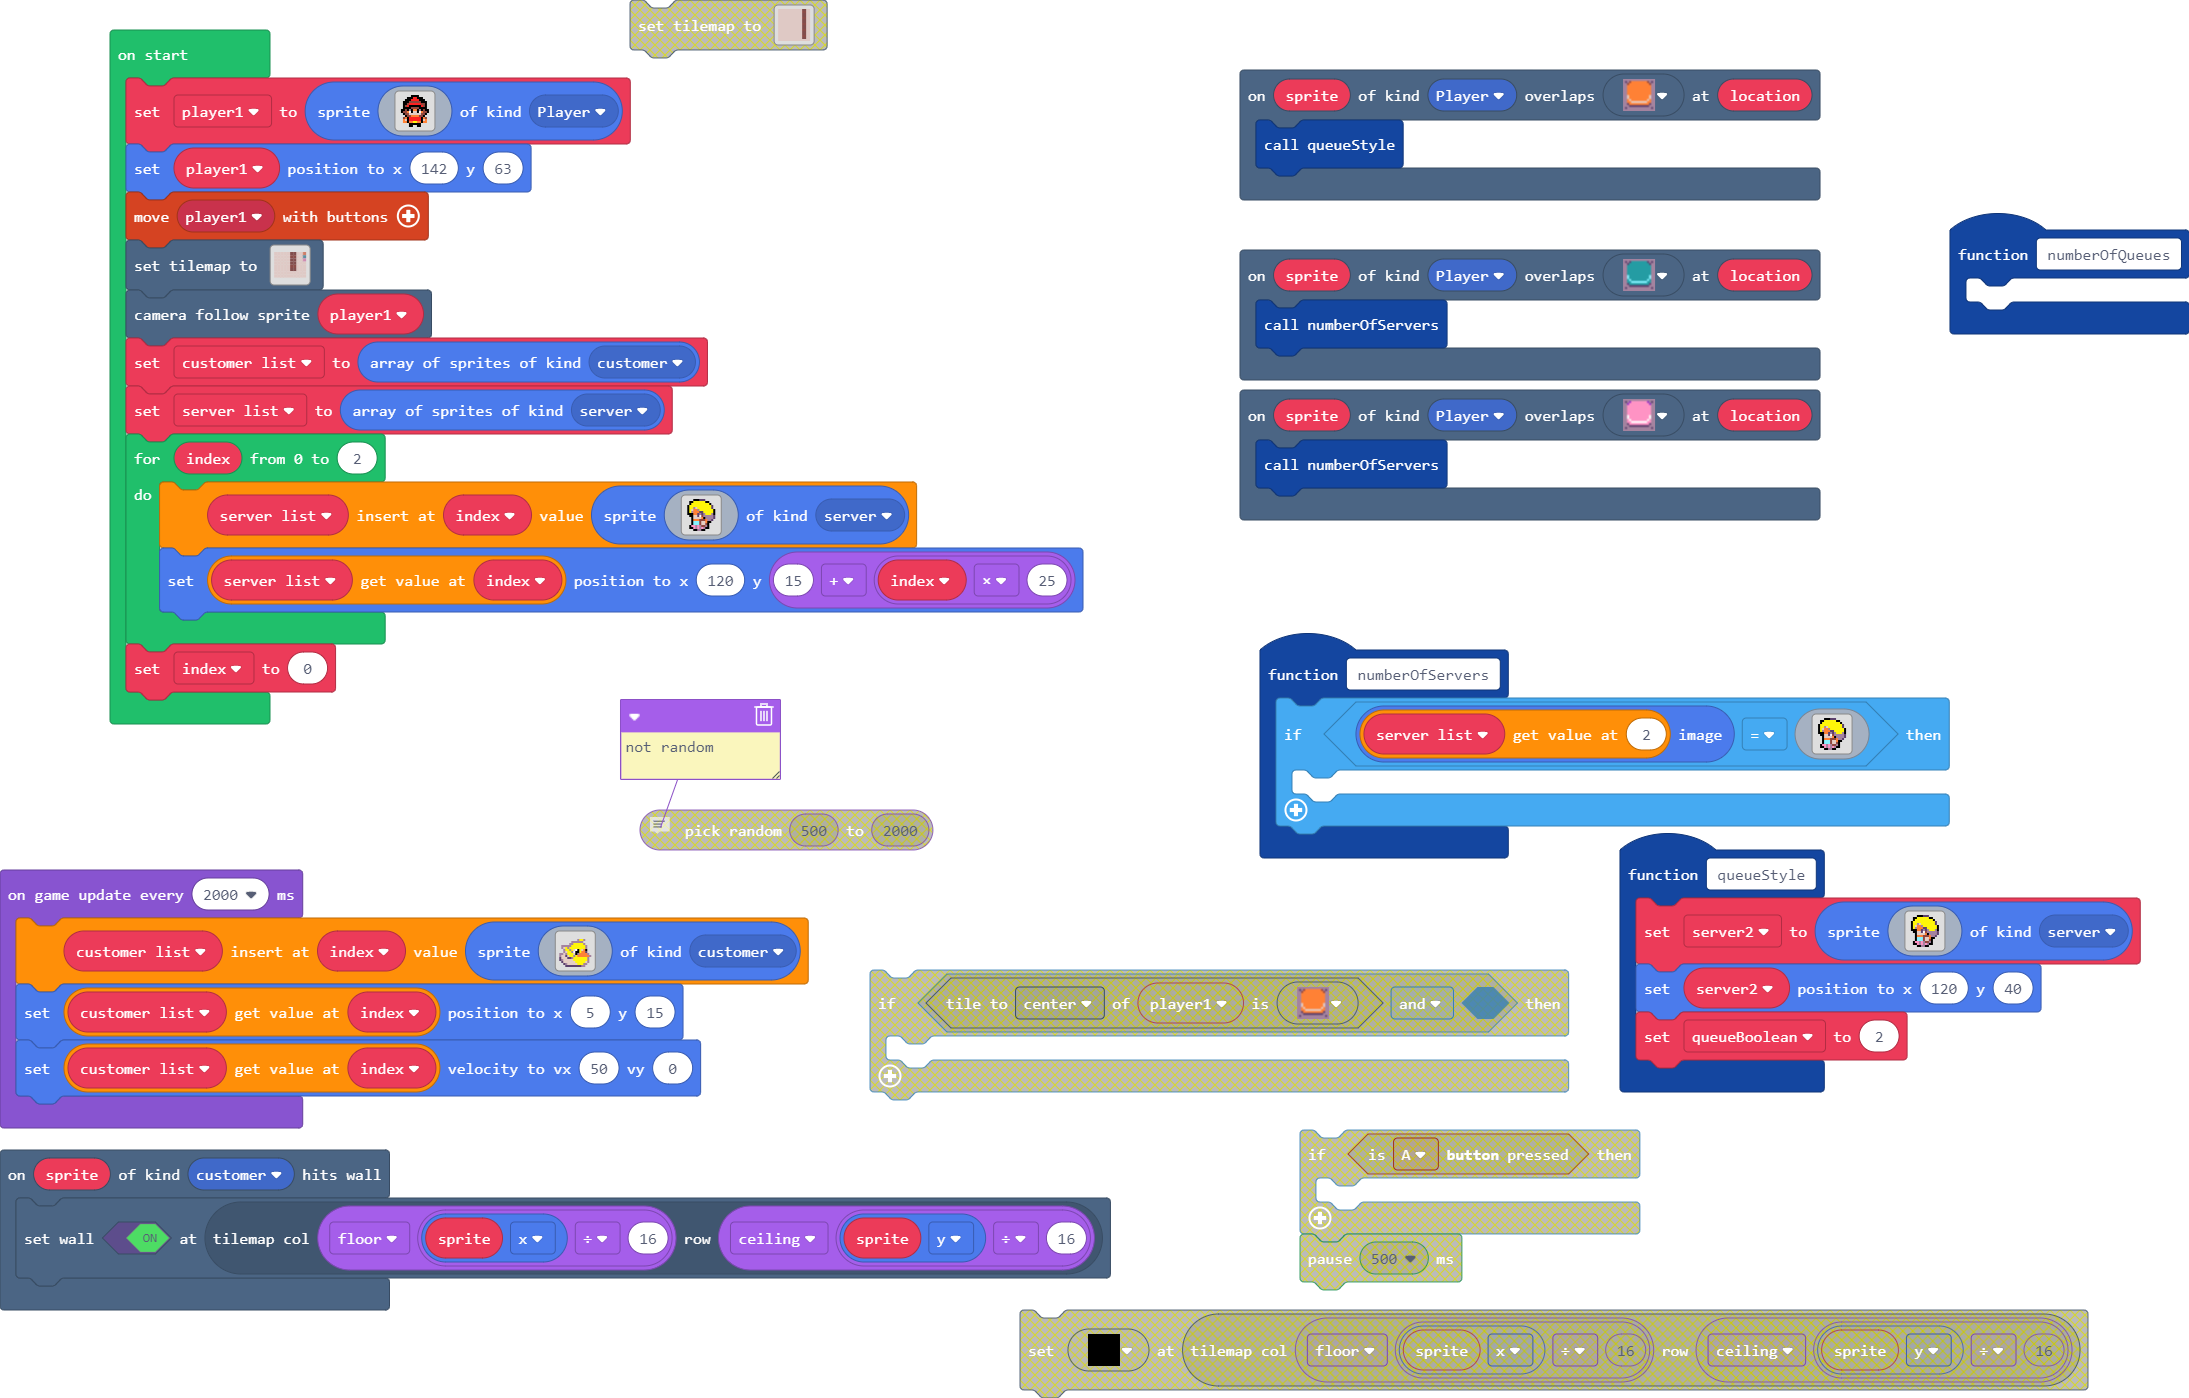 set tilemap to
on start
set player1 to sprite of kind Player
set player1 position to x 142 y 63
move player1 with buttons
set tilemap to
camera follow sprite player1
set customer list to array of sprites of kind customer
set server list to array of sprites of kind server
for index from 0 to 2
do
server list insert at index value sprite of kind server
set server list get value at index position to x 120 y 15 + index x 25
set index to 0
not random
pick random 500 to 2000
on game update every 2000 ms
customer list insert at index value sprite of kind customer
set customer list get value at index position to x 5 y 15
set customer list get value at index velocity to vx 50 vy 0
on sprite of kind customer hits wall
set wall ON at tilemap col floor sprite x ÷ 16 row ceiling sprite y ÷ 16
on sprite of kind Player overlaps at location
call queueStyle
on sprite of kind Player overlaps at location
call numberOfServers
on sprite of kind Player overlaps at location
call numberOfServers
function numberOfQueues
function numberOfServers
if server list get value at 2 image = then
function queueStyle
set server2 to sprite of kind server
set server2 position to x 120 y 40
set queueBoolean to 2
if tile to center of player1 is and then
if is A button pressed then
pause 500 ms
set at tilemap col floor sprite x ÷ 16 row ceiling sprite y ÷ 16